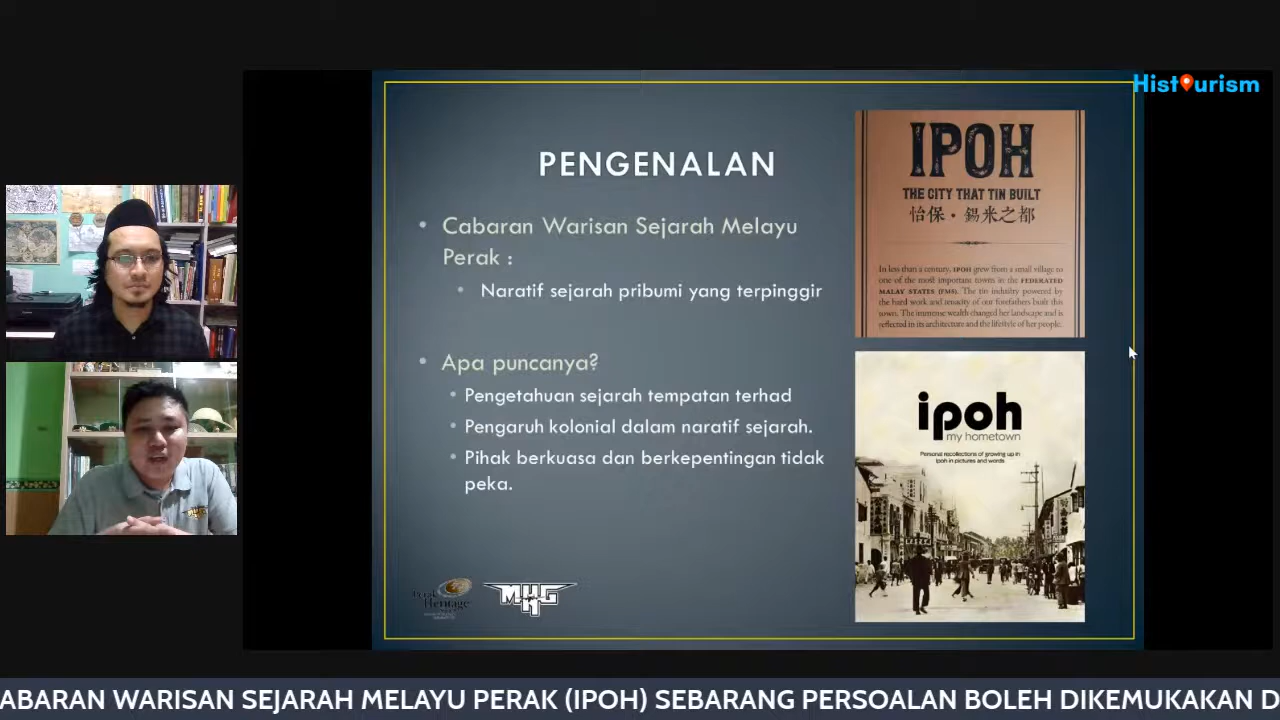 Histourism
PENGENALAN
• Cabaran Warisan Sejarah Melayu
Perak :
• Naratif sejarah pribumi yang terpinggir
• Apa puncanya?
• Pengetahuan sejarah tempatan terhad
• Pengaruh kolonial dalam naratif sejarah.
• Pihak berkuasa dan berkepentingan tidak
peka.
IPOH
THE CITY THAT TIN BUILT
怡保·錫米之都
In less than a century, IPOH grew from a small village to
one of the most important towns in the FEDERATED
MALAY STATES (FMS). The tin industry powered by
the hard work and tenacity of our forefathers built this
town. The immense wealth changed her landscape and is
reflected in its architecture and the lifestyle of her people.
ipoh
my hometown
Personal recollections of growing up in
Ipoh in pictures and words
Perak
Heritage
MKG
ABARAN WARISAN SEJARAH MELAYU PERAK (IPOH) SEBARANG PERSOALAN BOLEH DIKEMUKAKAN D